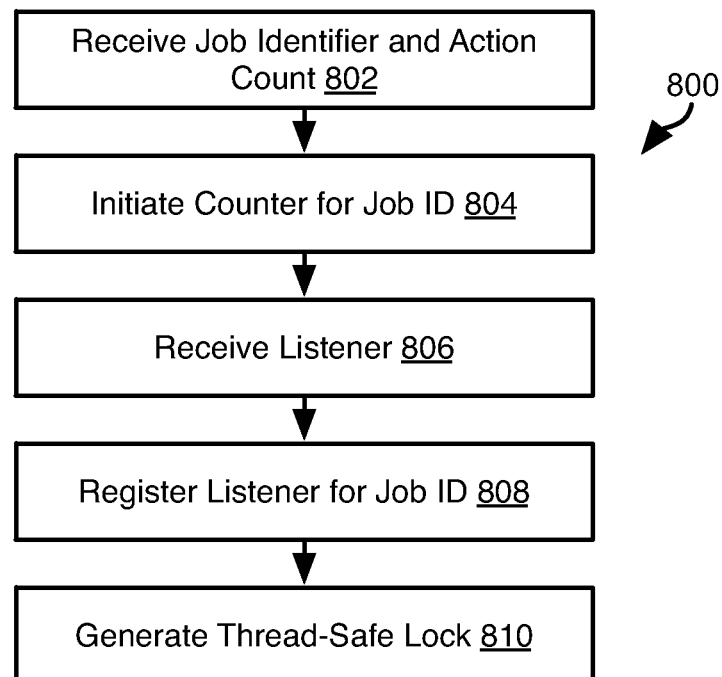 Receive Job Identifier and Action
Count 802
800
Initiate Counter for Job ID 804
Receive Listener 806
Register Listener for Job ID 808
Generate Thread-Safe Lock 810